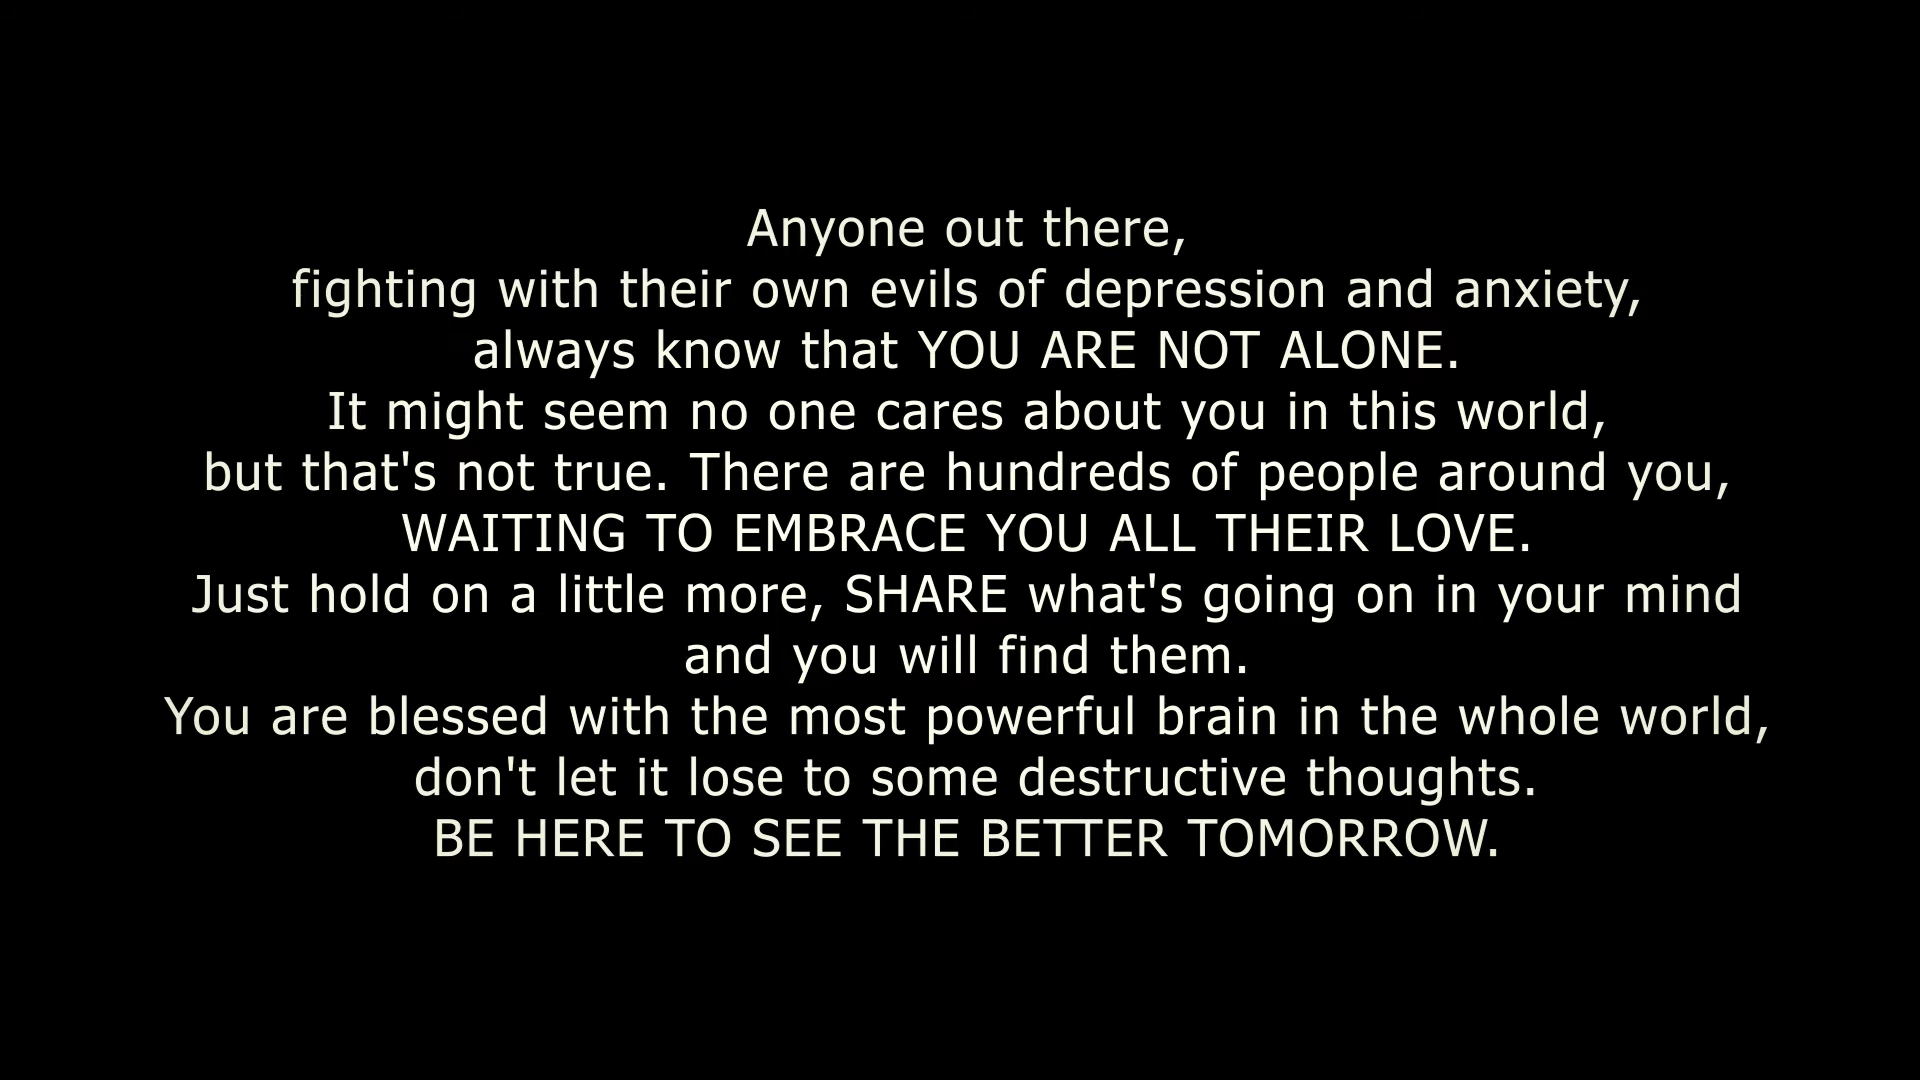 Anyone out there,
fighting with their own evils of depression and anxiety,
always know that YOU ARE NOT ALONE.
It might seem no one cares about you in this world,
but that's not true. There are hundreds of people around you,
WAITING TO EMBRACE YOU ALL THEIR LOVE.
Just hold on a little more, SHARE what's going on in your mind
and you will find them.
You are blessed with the most powerful brain in the whole world,
don't let it lose to some destructive thoughts.
BE HERE TO SEE THE BETTER TOMORROW.